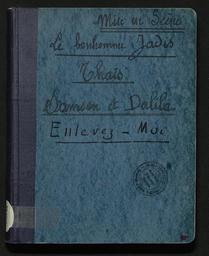 Mise en Scène
Le bonhomme Jadis
Thaïs.
Samson et Dalila
Enlevez-Moi